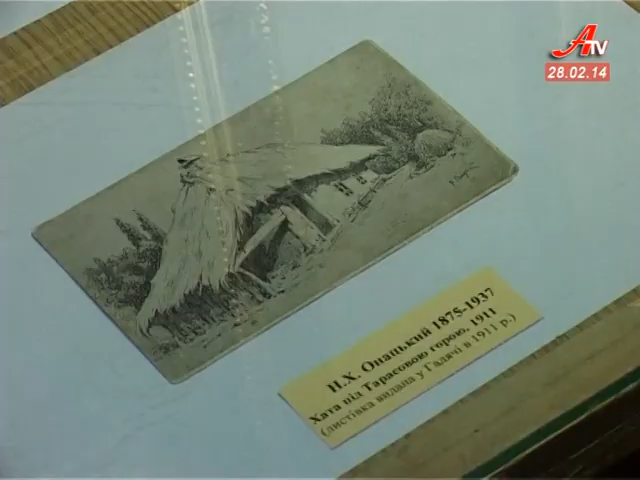 ATV
28.02.14
Н.Х. Онацький 1875-1937
Хата під Тарасовою горою. 1911
(листівка видана у Гадячі в 1911 р.)